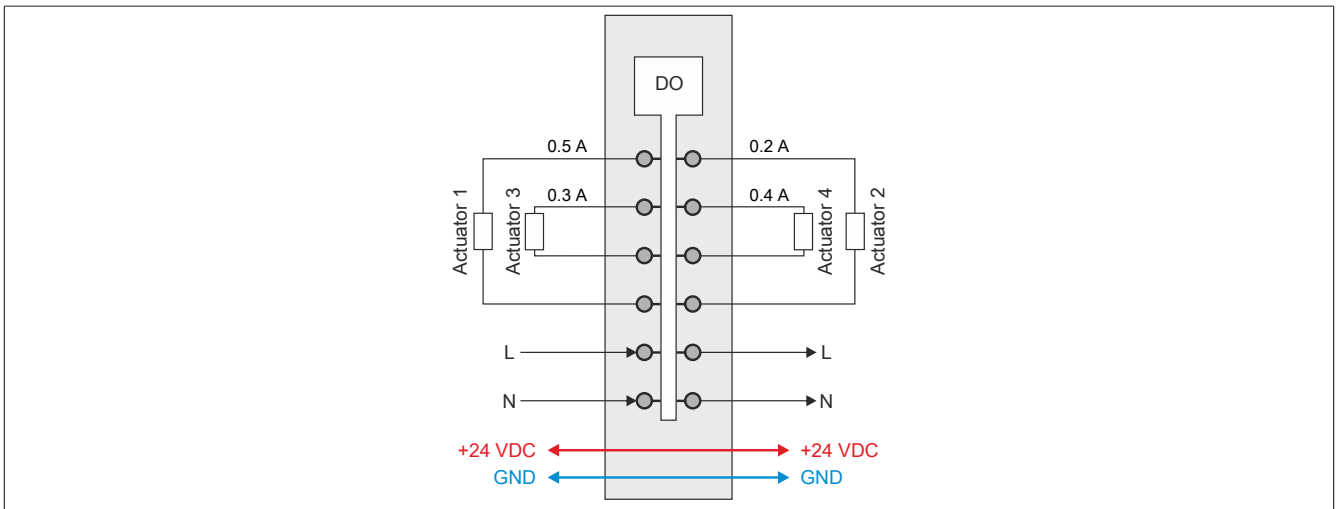 DO
0.5 A
0.2 A
0.3 A
0.4 A
Actuator 1
Actuator 3
Actuator 4
Actuator 2
L
L
N
N
+24 VDC
+24 VDC
GND
GND